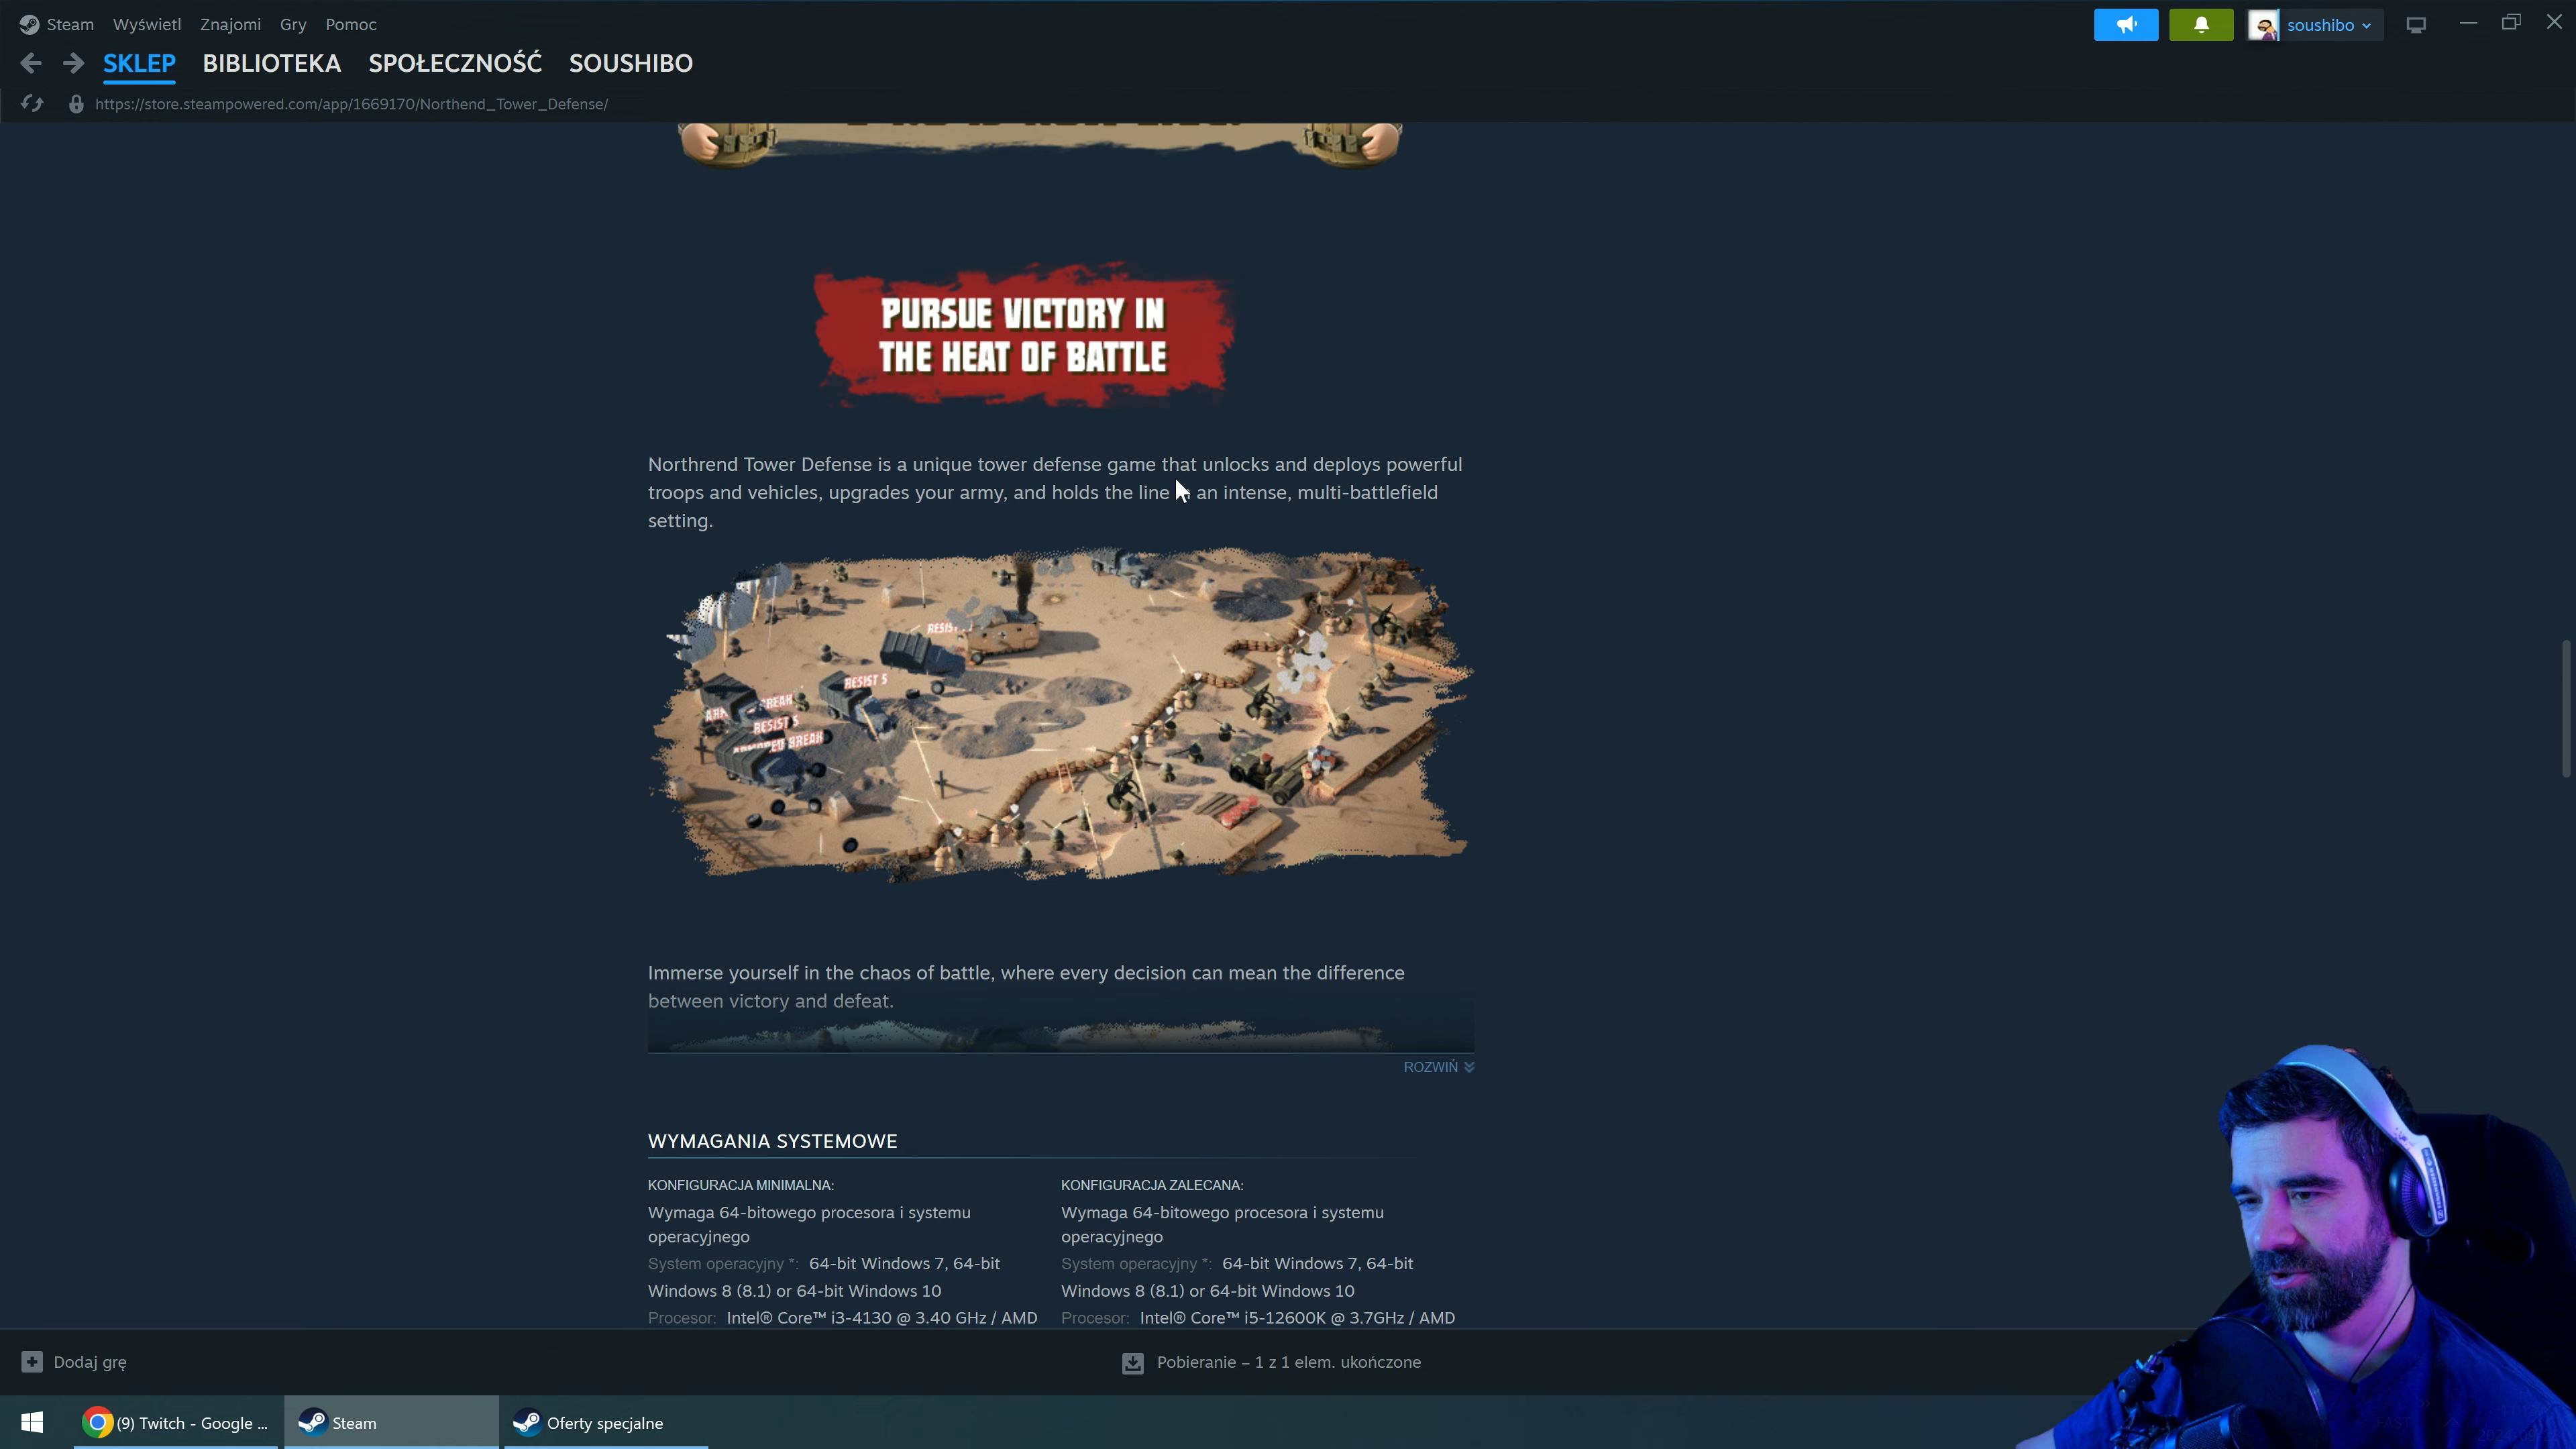 Steam Wyświetl Znajomi Gry Pomoc
soushibo
SKLEP BIBLIOTEKA SPOŁECZNOŚĆ SOUSHIBO
https://store.steampowered.com/app/1669170/Northend_Tower_Defense/
PURSUE VICTORY IN
THE HEAT OF BATTLE
Northrend Tower Defense is a unique tower defense game that unlocks and deploys powerful
troops and vehicles, upgrades your army, and holds the line an intense, multi-battlefield
setting.
RESIST S
RESIST S
BREAK
Immerse yourself in the chaos of battle, where every decision can mean the difference
between victory and defeat.
ROZWIŃ
WYMAGANIA SYSTEMOWE
KONFIGURACJA MINIMALNA:
Wymaga 64-bitowego procesora i systemu
operacyjnego
System operacyjny *: 64-bit Windows 7, 64-bit
Windows 8 (8.1) or 64-bit Windows 10
Procesor: Intel® Core™ i3-4130 @ 3.40 GHz / AMD
KONFIGURACJA ZALECANA:
Wymaga 64-bitowego procesora i systemu
operacyjnego
System operacyjny *: 64-bit Windows 7, 64-bit
Windows 8 (8.1) or 64-bit Windows 10
Procesor: Intel® Core™ i5-12600K @ 3.7GHz / AMD
Dodaj grę
Pobieranie – 1 z 1 elem. ukończone
(9) Twitch - Google ...
Steam
Oferty specjalne